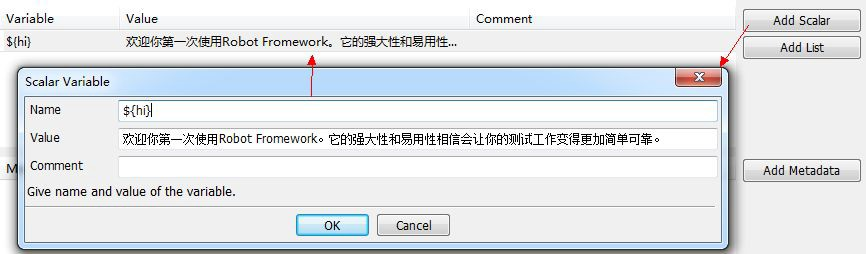 Variable Value Comment Add Scalar
${hi} 欢迎你第一次使用Robot Fromework。它的强大性和易用性... Add List
Scalar Variable
Name ${hi}
Value 欢迎你第一次使用Robot Fromework。它的强大性和易用性相信会让你的测试工作变得更加简单可靠。
Comment
Add Metadata
Give name and value of the variable.
OK Cancel